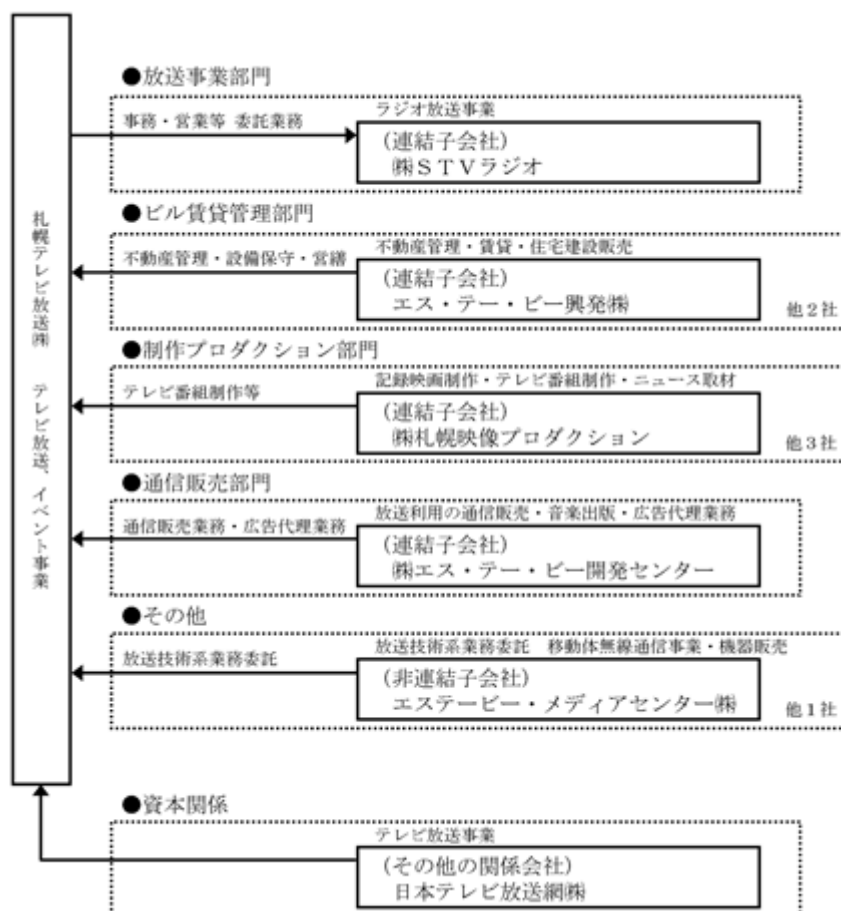 札幌テレビ放送㈱ テレビ放送、イベント事業
●放送事業部門
事務・営業等 委託業務
ラジオ放送事業
(連結子会社)
㈱STVラジオ
●ビル賃貸管理部門
不動産管理・設備保守・営繕
不動産管理・賃貸・住宅建設販売
(連結子会社)
エス・テー・ビー興発㈱
他2社
●制作プロダクション部門
テレビ番組制作等
記録映画制作・テレビ番組制作・ニュース取材
(連結子会社)
㈱札幌映像プロダクション
他3社
●通信販売部門
通信販売業務・広告代理業務
放送利用の通信販売・音楽出版・広告代理業務
(連結子会社)
㈱エス・テー・ビー開発センター
●その他
放送技術系業務委託
放送技術系業務委託 移動体無線通信事業・機器販売
(非連結子会社)
エステービー・メディアセンター㈱
他1社
●資本関係
テレビ放送事業
(その他の関係会社)
日本テレビ放送網㈱